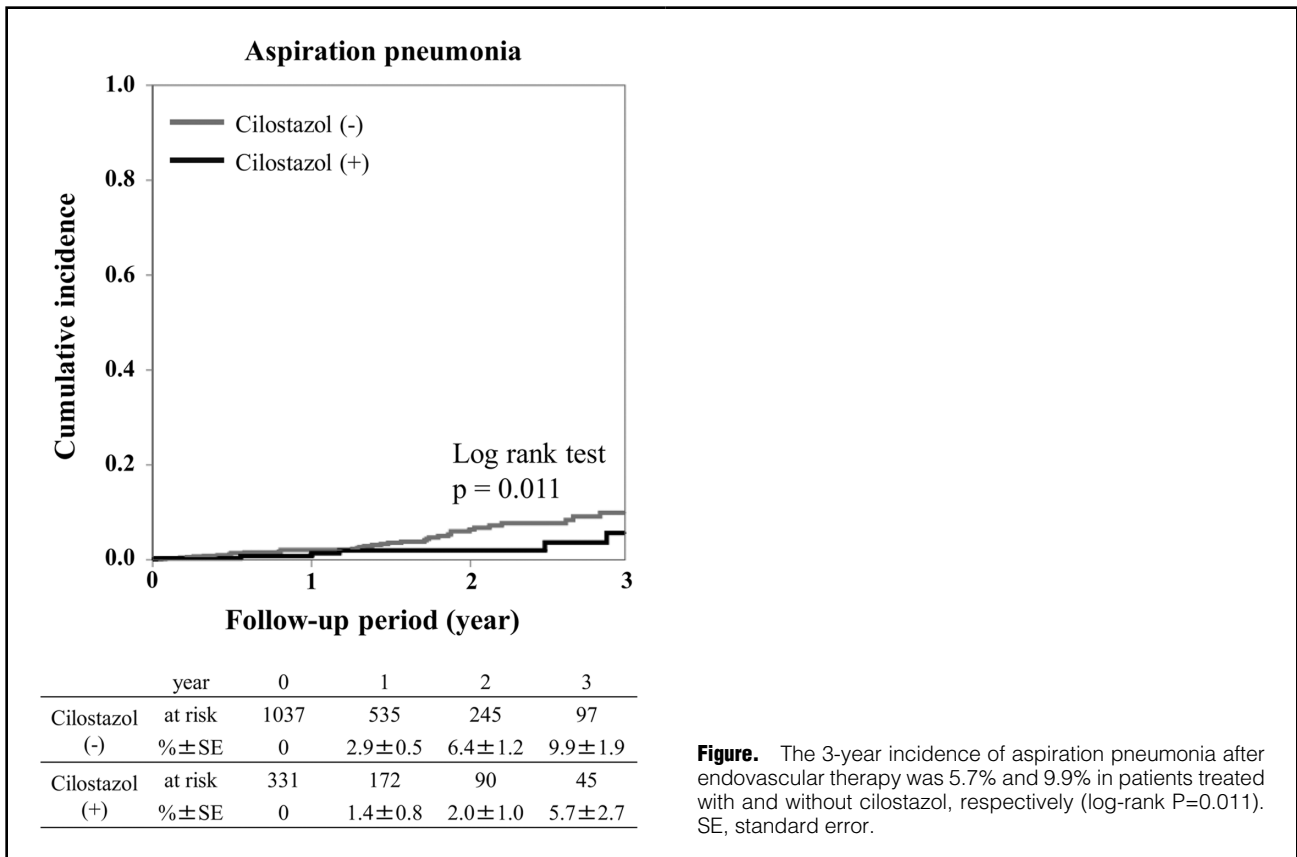 Aspiration pneumonia
1.0
0.8
0.6
0.4
0.2
0.0
Cumulative incidence
Cilostazol (-)
Cilostazol (+)
Log rank test
p = 0.011
0 1 2 3
Follow-up period (year)
year 0 1 2 3
Cilostazol at risk 1037 535 245 97
(-) %±SE 0 2.9±0.5 6.4±1.2 9.9±1.9
Cilostazol at risk 331 172 90 45
(+) %±SE 0 1.4±0.8 2.0±1.0 5.7±2.7
Figure. The 3-year incidence of aspiration pneumonia after
endovascular therapy was 5.7% and 9.9% in patients treated
with and without cilostazol, respectively (log-rank P=0.011).
SE, standard error.